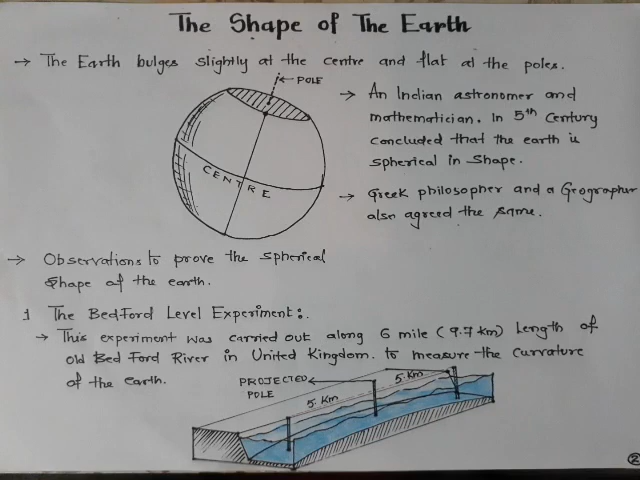 The Shape of The Earth
→ The Earth bulges slightly at the centre and flat at the poles.
POLE
CENTRE
→ An Indian astronomer and
mathematician. In 5th Century
concluded that the earth is
spherical in shape.
→ Greek philosopher and a Geographer
also agreed the same.
→ Observations to prove the spherical
shape of the earth.
1 The BedFord Level Experiment:.
→ This experiment was carried out along 6 mile (9.7 km) Length of
old Bed Ford River in United Kingdom. to measure the curvature
of the earth.
PROJECTED
POLE
5. Km
5. Km
2